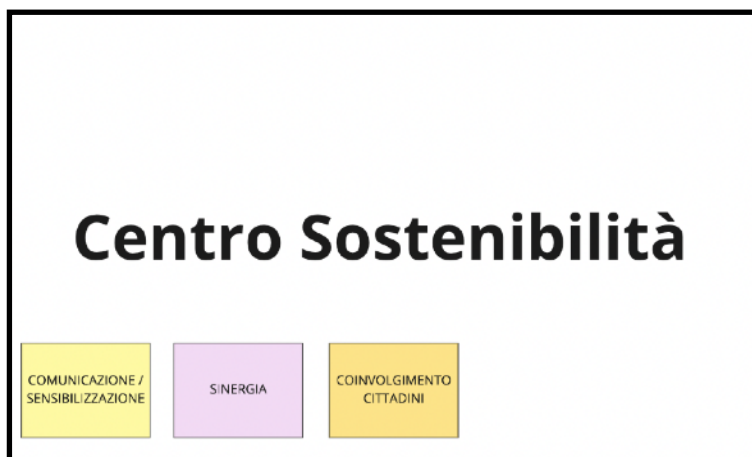 Centro Sostenibilità
COMUNICAZIONE /
SENSIBILIZZAZIONE
SINERGIA
COINVOLGIMENTO
CITTADINI